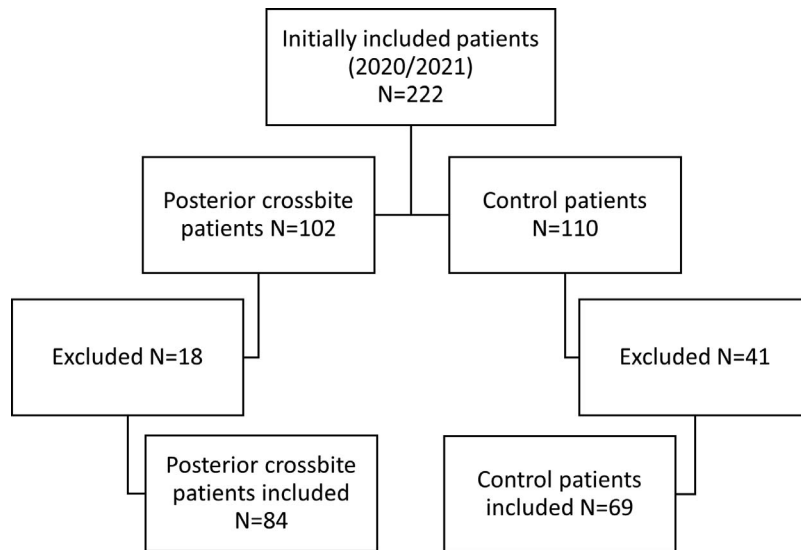 Initially included patients
(2020/2021)
N=222
Posterior crossbite
patients N=102
Control patients
N=110
Excluded N=18
Excluded N=41
Posterior crossbite
patients included
N=84
Control patients
included N=69